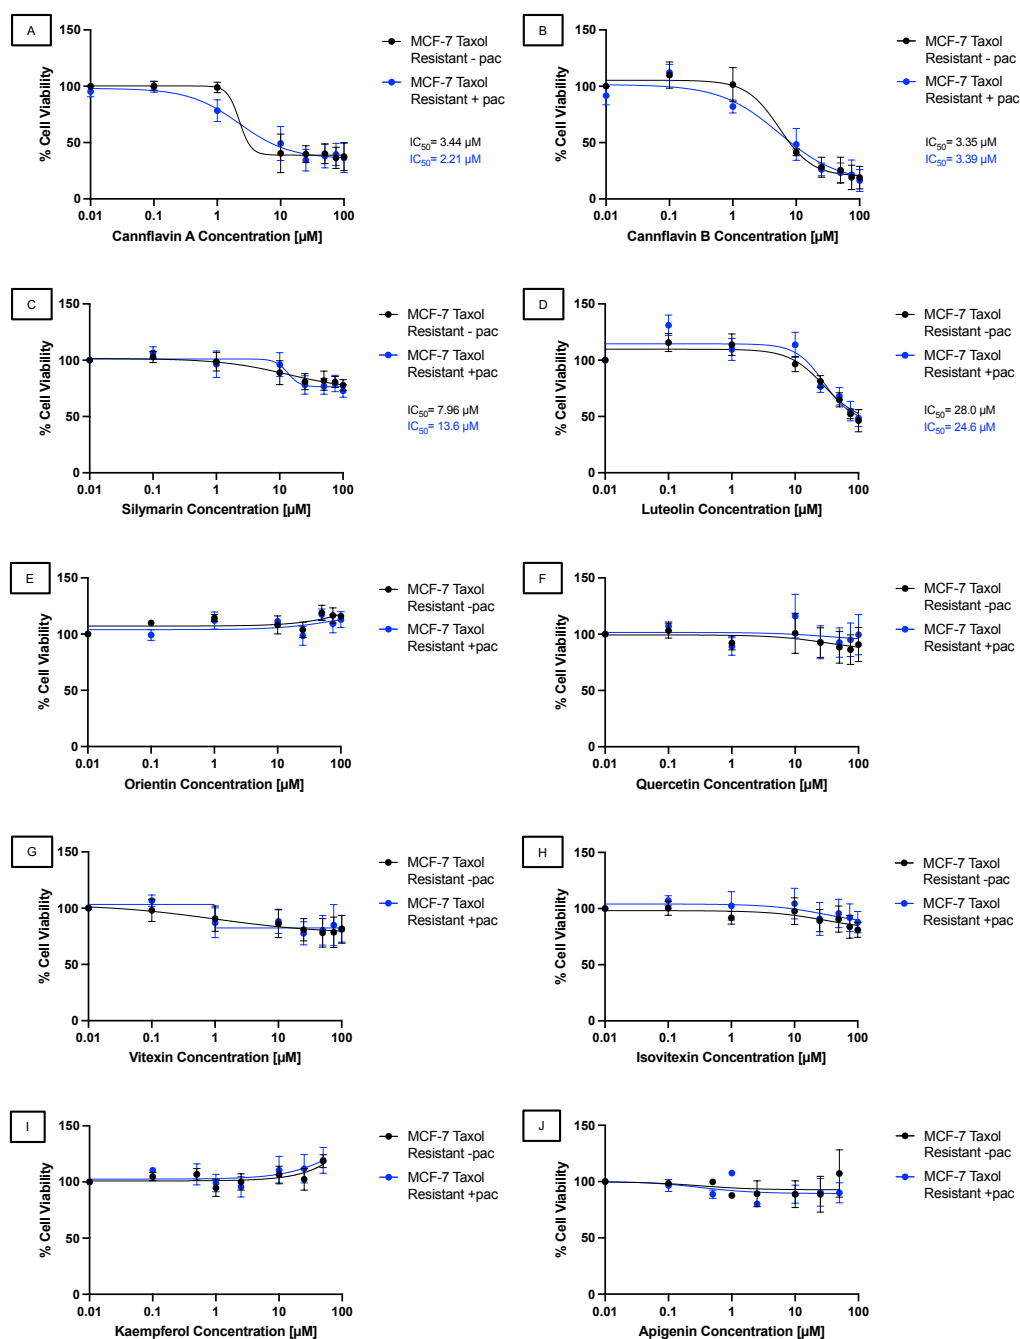 A
150
100
50
0
% Cell Viability
0.01 0.1 1 10 100
Cannflavin A Concentration [µM]
MCF-7 Taxol
Resistant - pac
MCF-7 Taxol
Resistant + pac
IC50= 3.44 µM
IC50= 2.21 µM
B
150
100
50
0
% Cell Viability
0.01 0.1 1 10 100
Cannflavin B Concentration [µM]
MCF-7 Taxol
Resistant - pac
MCF-7 Taxol
Resistant + pac
IC50= 3.35 µM
IC50= 3.39 µM
C
150
100
50
0
% Cell Viability
0.01 0.1 1 10 100
Silymarin Concentration [µM]
MCF-7 Taxol
Resistant - pac
MCF-7 Taxol
Resistant +pac
IC50= 7.96 µM
IC50= 13.6 µM
D
150
100
50
0
% Cell Viability
0.01 0.1 1 10 100
Luteolin Concentration [µM]
MCF-7 Taxol
Resistant -pac
MCF-7 Taxol
Resistant +pac
IC50= 28.0 µM
IC50= 24.6 µM
E
150
100
50
0
% Cell Viability
0.01 0.1 1 10 100
Orientin Concentration [µM]
MCF-7 Taxol
Resistant -pac
MCF-7 Taxol
Resistant +pac
F
150
100
50
0
% Cell Viability
0.01 0.1 1 10 100
Quercetin Concentration [µM]
MCF-7 Taxol
Resistant -pac
MCF-7 Taxol
Resistant +pac
G
150
100
50
0
% Cell Viability
0.01 0.1 1 10 100
Vitexin Concentration [µM]
MCF-7 Taxol
Resistant -pac
MCF-7 Taxol
Resistant +pac
H
150
100
50
0
% Cell Viability
0.01 0.1 1 10 100
Isovitexin Concentration [µM]
MCF-7 Taxol
Resistant -pac
MCF-7 Taxol
Resistant +pac
I
150
100
50
0
% Cell Viability
0.01 0.1 1 10 100
Kaempferol Concentration [µM]
MCF-7 Taxol
Resistant -pac
MCF-7 Taxol
Resistant +pac
J
150
100
50
0
% Cell Viability
0.01 0.1 1 10 100
Apigenin Concentration [µM]
MCF-7 Taxol
Resistant -pac
MCF-7 Taxol
Resistant +pac